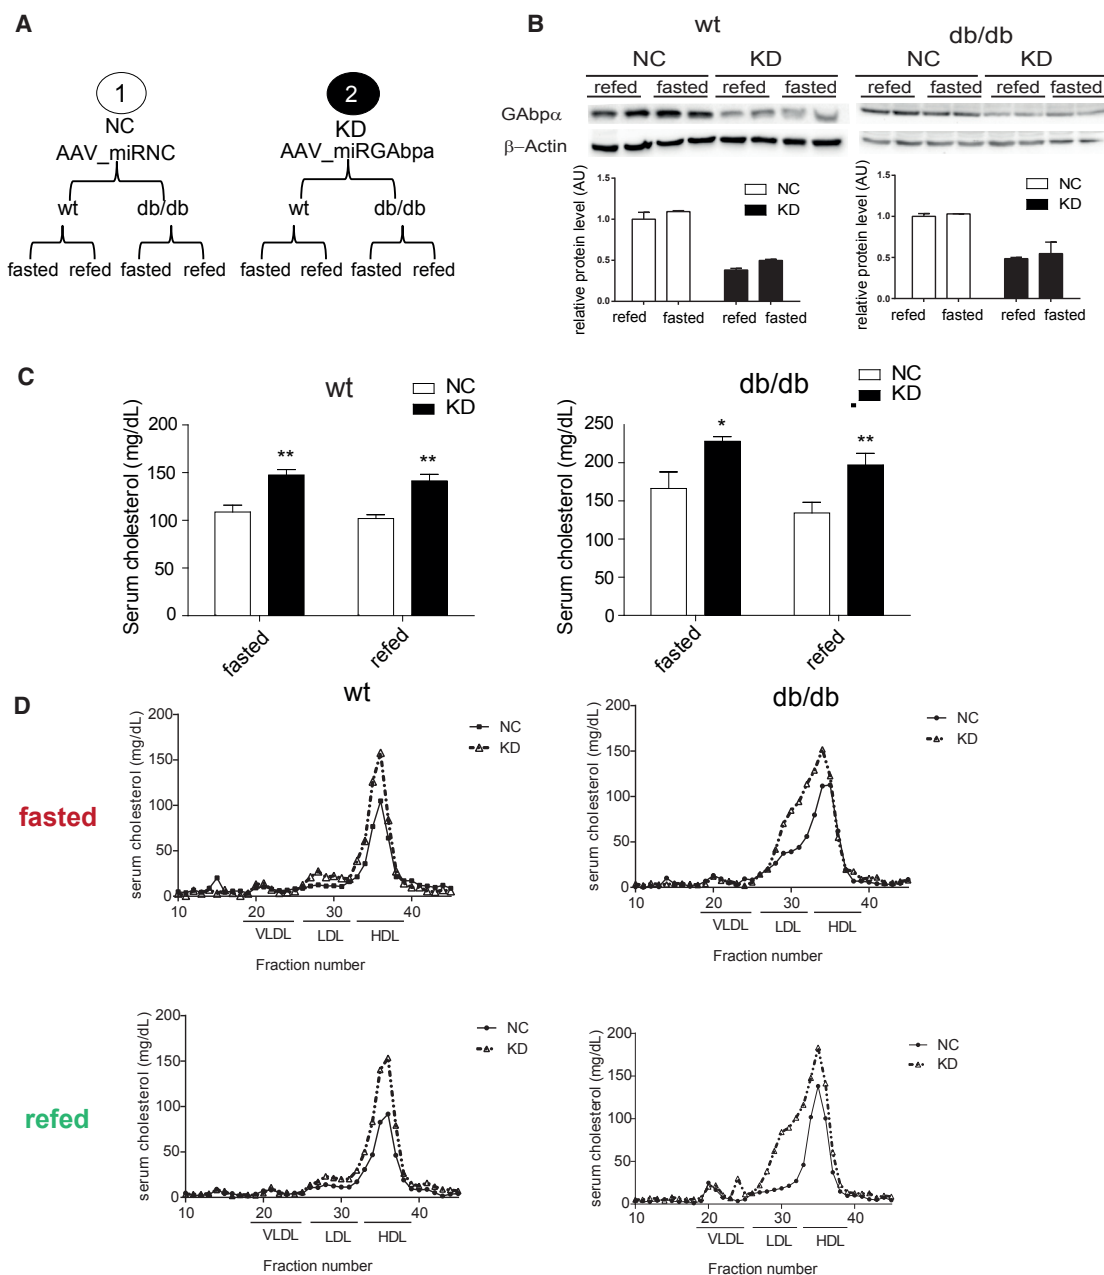 A
1
NC
AAV_miRNC
wt db/db
fasted refed fasted refed
2
KD
AAV_miRGAbpa
wt db/db
fasted refed fasted refed
B
wt
NC KD
refed fasted refed fasted
GAbpα
β–Actin
db/db
NC KD
refed fasted refed fasted
relative protein level (AU)
1.5
1.0
0.5
0.0
NC
KD
refed fasted refed fasted
relative protein level (AU)
1.5
1.0
0.5
0.0
NC
KD
refed fasted refed fasted
C
wt
NC
KD
Serum cholesterol (mg/dL)
200
150
100
50
0
** **
fasted refed
db/db
NC
KD
Serum cholesterol (mg/dL)
250
200
150
100
50
0
* **
fasted refed
D
fasted
wt
NC
KD
serum cholesterol (mg/dL)
200
150
100
50
0
10 20 30 40
VLDL LDL HDL
Fraction number
db/db
NC
KD
serum cholesterol (mg/dL)
200
150
100
50
0
10 20 30 40
VLDL LDL HDL
Fraction number
refed
NC
KD
serum cholesterol (mg/dL)
200
150
100
50
0
10 20 30 40
VLDL LDL HDL
Fraction number
NC
KD
serum cholesterol (mg/dL)
200
150
100
50
0
10 20 30 40
VLDL LDL HDL
Fraction number